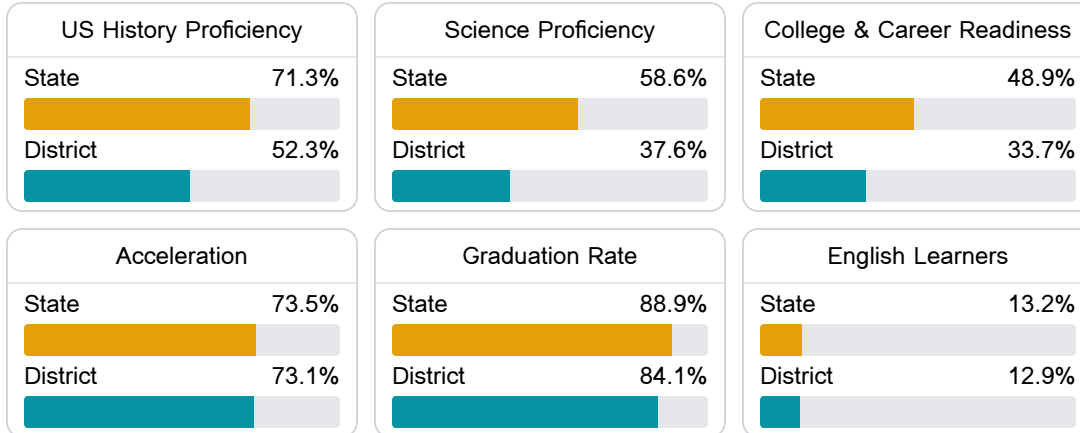 US History Proficiency
State 71.3%
District 52.3%
Science Proficiency
State 58.6%
District 37.6%
College & Career Readiness
State 48.9%
District 33.7%
Acceleration
State 73.5%
District 73.1%
Graduation Rate
State 88.9%
District 84.1%
English Learners
State 13.2%
District 12.9%